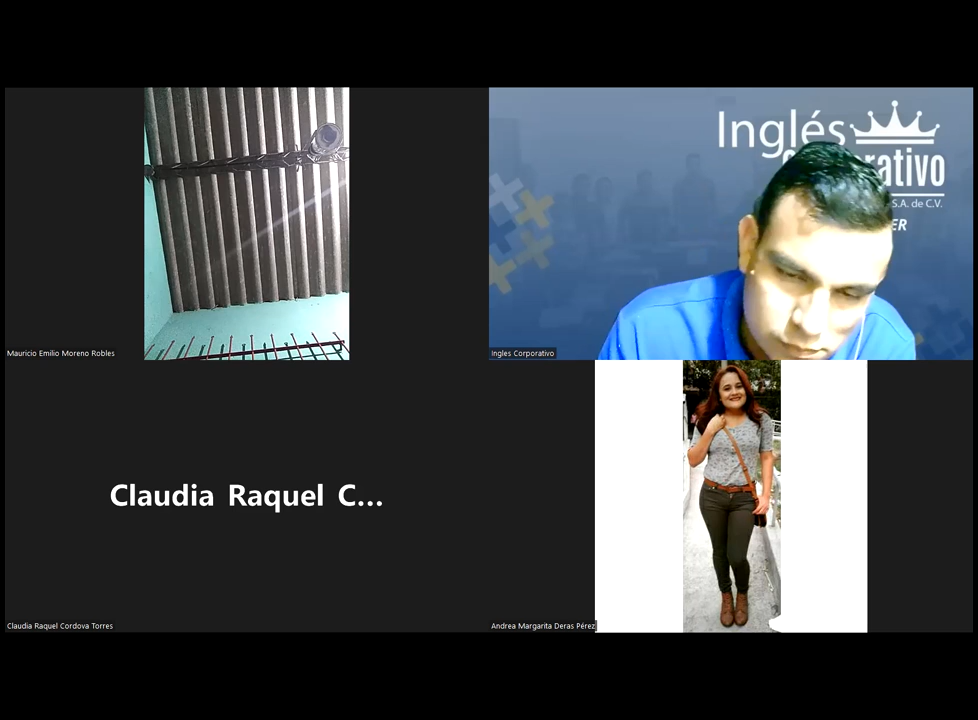 Inglés
rativo
S.A. de C.V.
ER
Mauricio Emilio Moreno Robles
Ingles Corporativo
Claudia Raquel C...
Claudia Raquel Cordova Torres
Andrea Margarita Deras Pérez